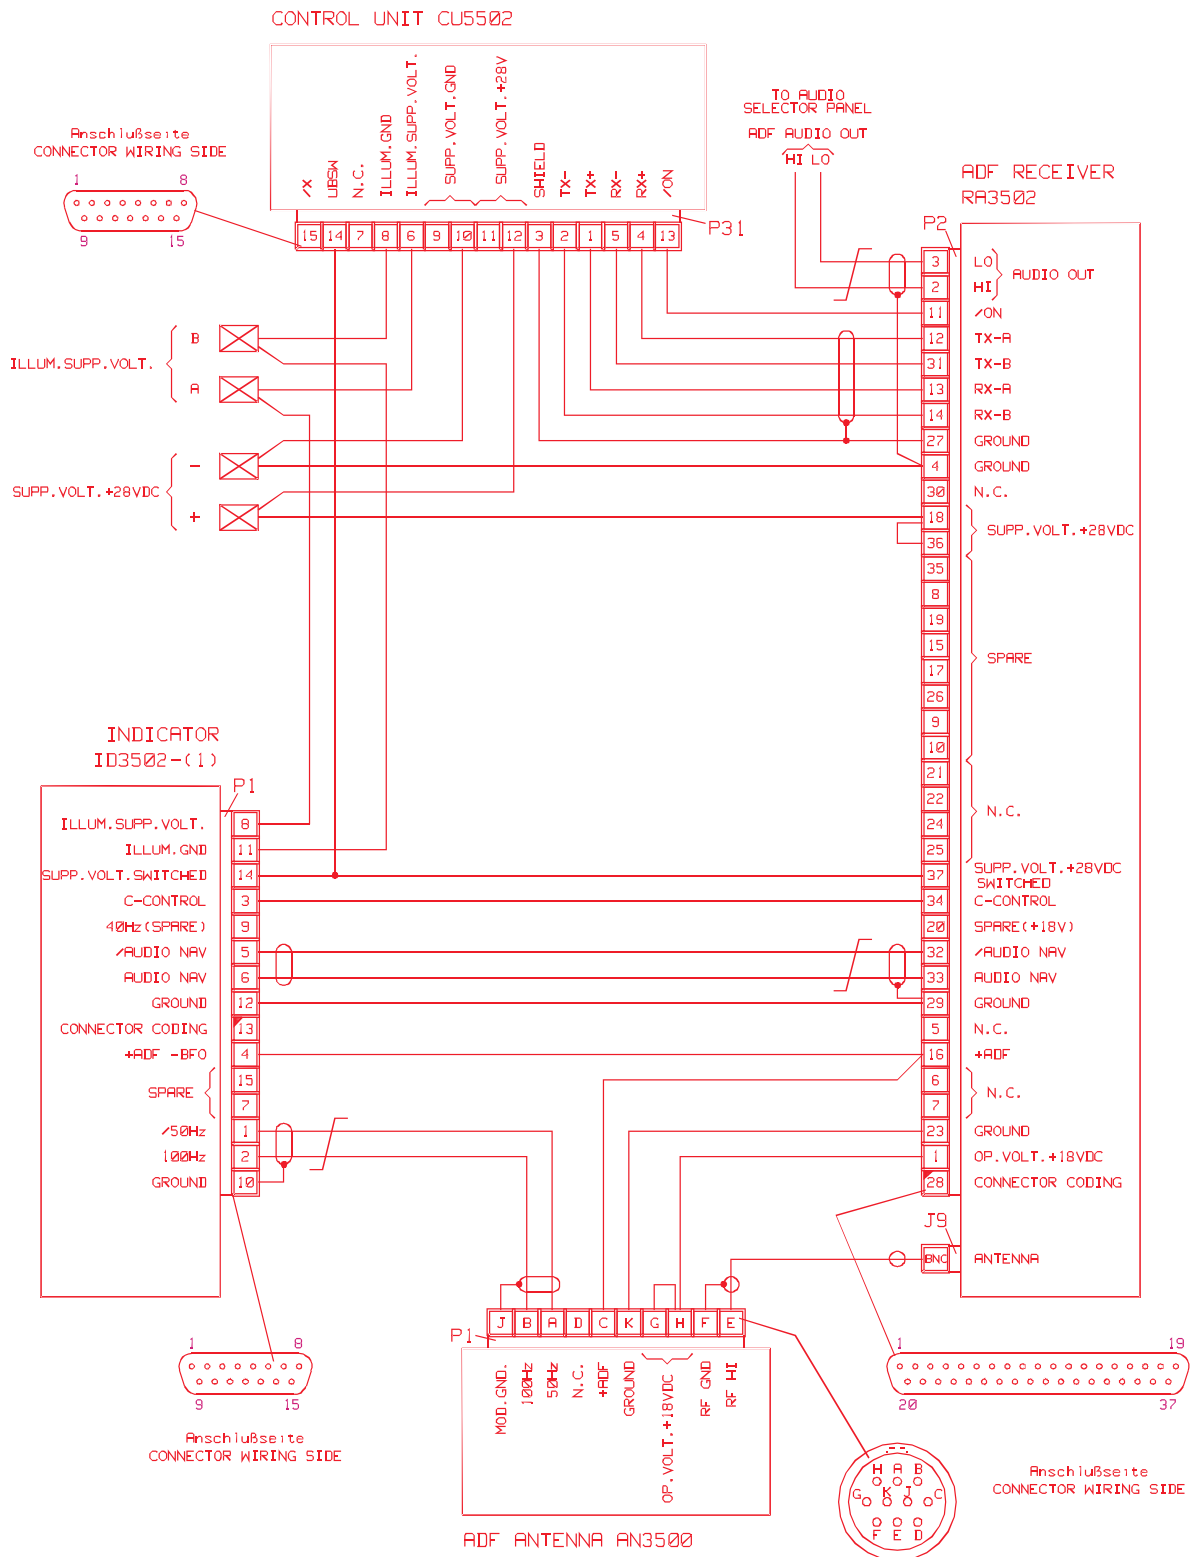 CONTROL UNIT CU5502
/X
UBSW
N.C.
ILLUM.GND
ILLUM.SUPP.VOLT.
SUPP.VOLT.GND
SUPP.VOLT.+28V
SHIELD
TX-
TX+
RX-
RX+
/ON
15 14 7 8 6 9 10 11 12 3 2 1 5 4 13
P31
Anschlußseite
CONNECTOR WIRING SIDE
1 8
9 15
TO AUDIO
SELECTOR PANEL
ADF AUDIO OUT
HI LO
ADF RECEIVER
RA3502
P2
3 LO
AUDIO OUT
2 HI
11 /ON
12 TX-A
31 TX-B
13 RX-A
14 RX-B
27 GROUND
4 GROUND
30 N.C.
18
SUPP.VOLT.+28VDC
36
35
8
19
15
SPARE
17
26
9
10
21
22
N.C.
24
25
37 SUPP.VOLT.+28VDC
SWITCHED
34 C-CONTROL
20 SPARE(+18V)
32 /AUDIO NAV
33 AUDIO NAV
29 GROUND
5 N.C.
16 +ADF
6
N.C.
7
23 GROUND
1 OP.VOLT.+18VDC
28 CONNECTOR CODING
J9
BNC ANTENNA
B
ILLUM.SUPP.VOLT.
A
-
SUPP.VOLT.+28VDC
+
INDICATOR
ID3502-(1)
P1
ILLUM.SUPP.VOLT. 8
ILLUM.GND 11
SUPP.VOLT.SWITCHED 14
C-CONTROL 3
40Hz(SPARE) 9
/AUDIO NAV 5
AUDIO NAV 6
GROUND 12
CONNECTOR CODING 13
+ADF -BFO 4
15
SPARE
7
/50Hz 1
100Hz 2
GROUND 10
1 8
9 15
Anschlußseite
CONNECTOR WIRING SIDE
P1
J B A D C K G H F E
MOD.GND.
100Hz
50Hz
N.C.
+ADF
GROUND
OP.VOLT.+18VDC
RF GND
RF HI
ADF ANTENNA AN3500
1 19
20 37
H A B
G K J C
F E D
Anschlußseite
CONNECTOR WIRING SIDE